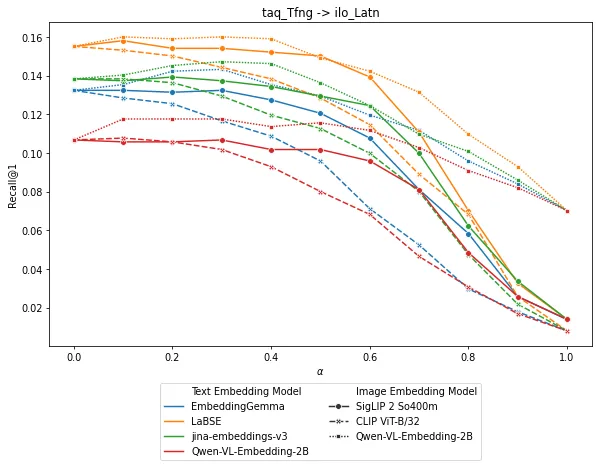 taq_Tfng -> ilo_Latn
Recall@1
0.16
0.14
0.12
0.10
0.08
0.06
0.04
0.02
0.0 0.2 0.4 0.6 0.8 1.0
α
Text Embedding Model Image Embedding Model
EmbeddingGemma SigLIP 2 So400m
LaBSE CLIP ViT-B/32
jina-embeddings-v3 Qwen-VL-Embedding-2B
Qwen-VL-Embedding-2B